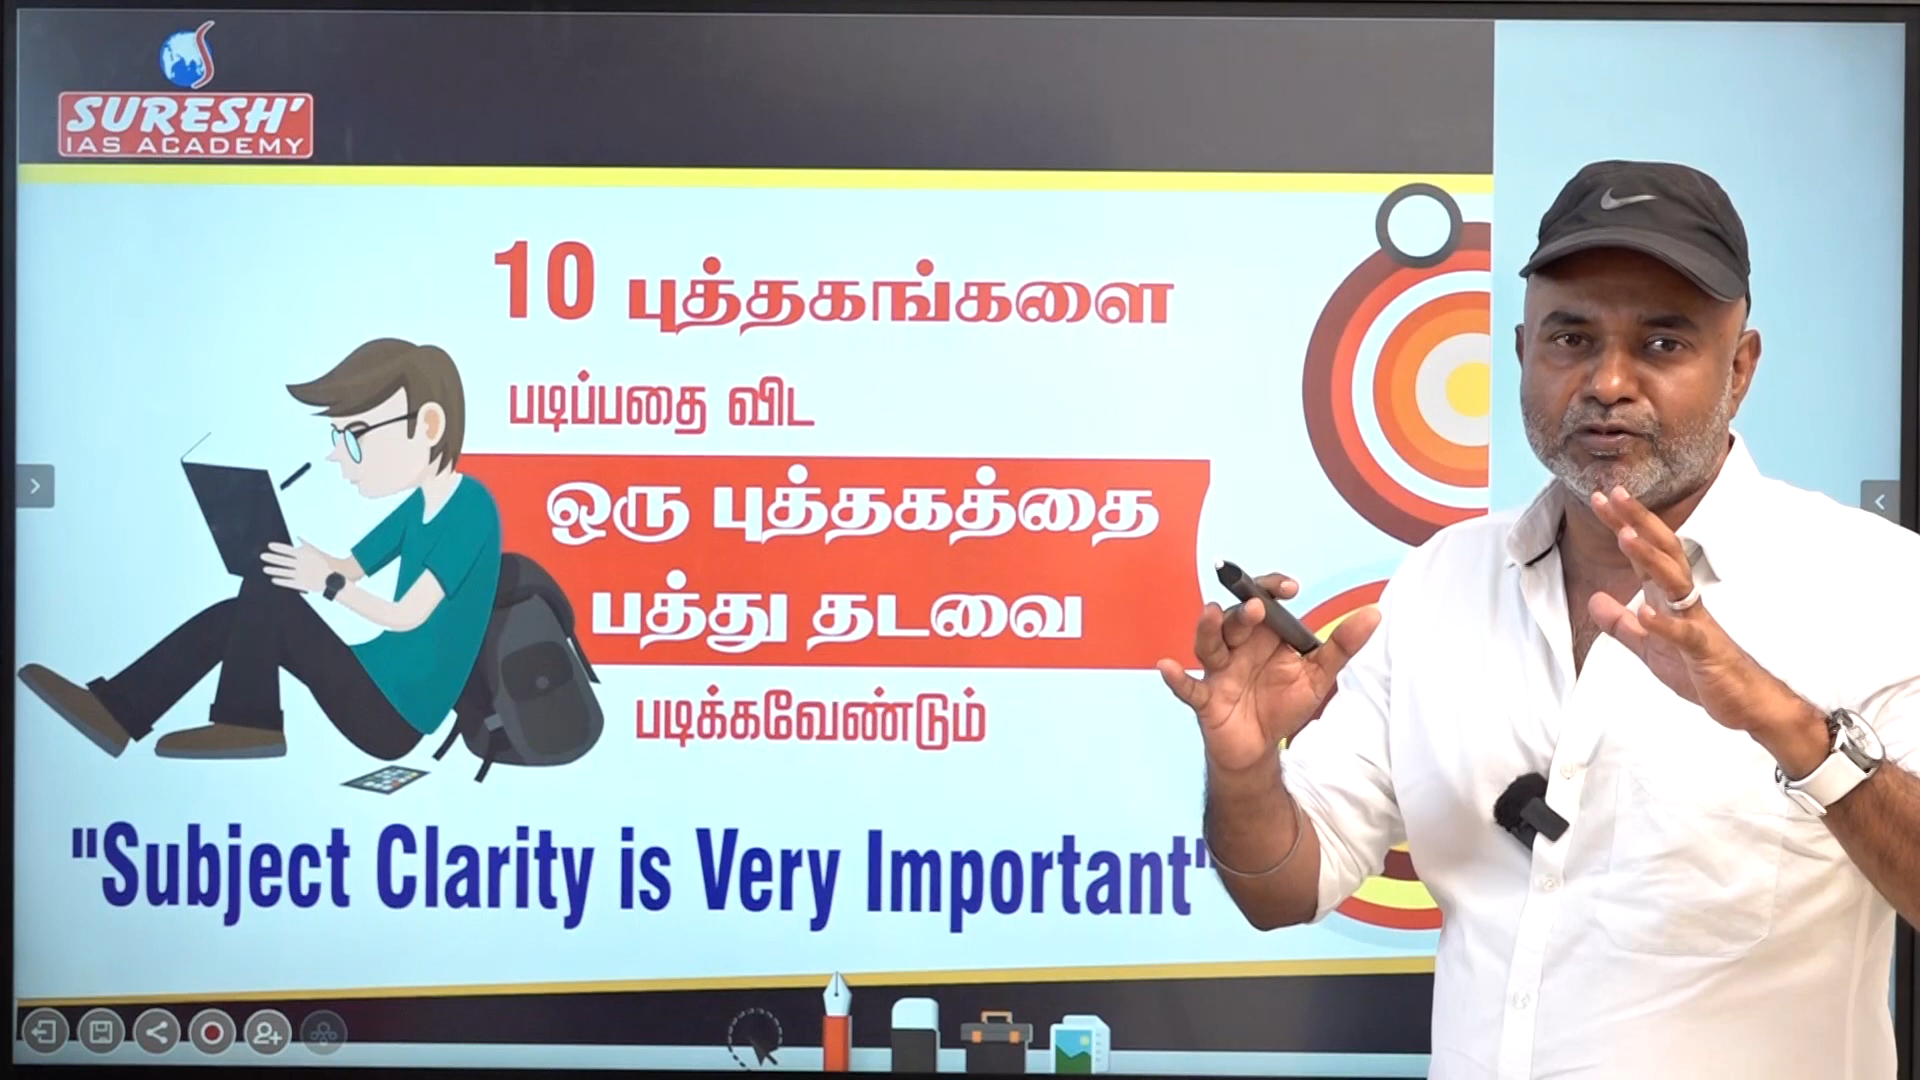 SURESH'
IAS ACADEMY
10 புத்தகங்களை
படிப்பதை விட
ஒரு புத்தகத்தை
பத்து தடவை
படிக்கவேண்டும்
"Subject Clarity is Very Important"